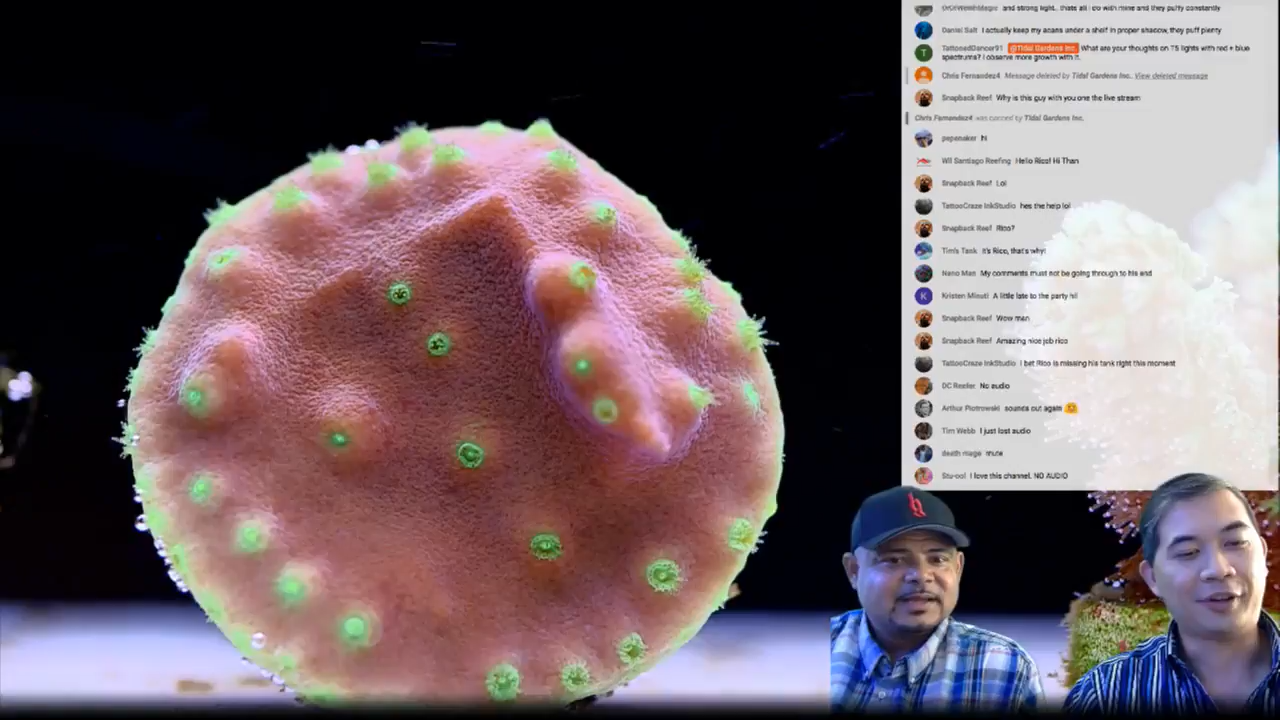 and strong light.. thats all i do with mine and they puffy constantly
Daniel Salt I actually keep my acans under a shelf in proper shadow, they puff plenty
TattonedDancer91 @Tidal Gardens Inc. What are your thoughts on T5 lights with red + blue
spectrums? I observe more growth with it.
Chris Fernandez4 Message deleted by Tidal Gardens Inc.. View deleted message
Snapback Reef Why is this guy with you one the live stream
Chris Fernandez4 was banned by Tidal Gardens Inc.
pepenaker hi
Wil Santiago Reefing Hello Rico! Hi Than
Snapback Reef Lol
TattooCraze InkStudio hes the help lol
Snapback Reef Rico?
Tim's Tank It's Rico, that's why!
Nano Man My comments must not be going through to his end
K Kristen Minuti A little late to the party hi!
Snapback Reef Wow man
Snapback Reef Amazing nice job rico
TattooCraze InkStudio I bet Rico is missing his tank right this moment
DC Reefer No audio
Arthur Piotrowski sounds out again
Tim Webb I just lost audio
death mage mute
Stu-col I love this channel. NO AUDIO